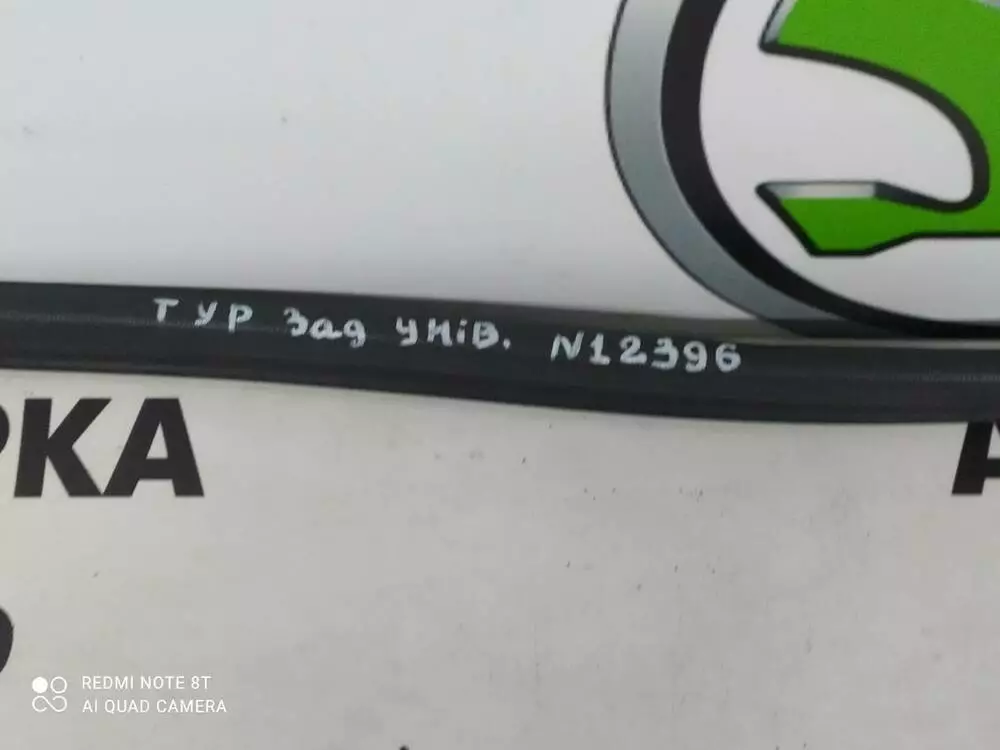 ТУР Зад УНіВ. N12396
РКА
REDMI NOTE 8T
AI QUAD CAMERA